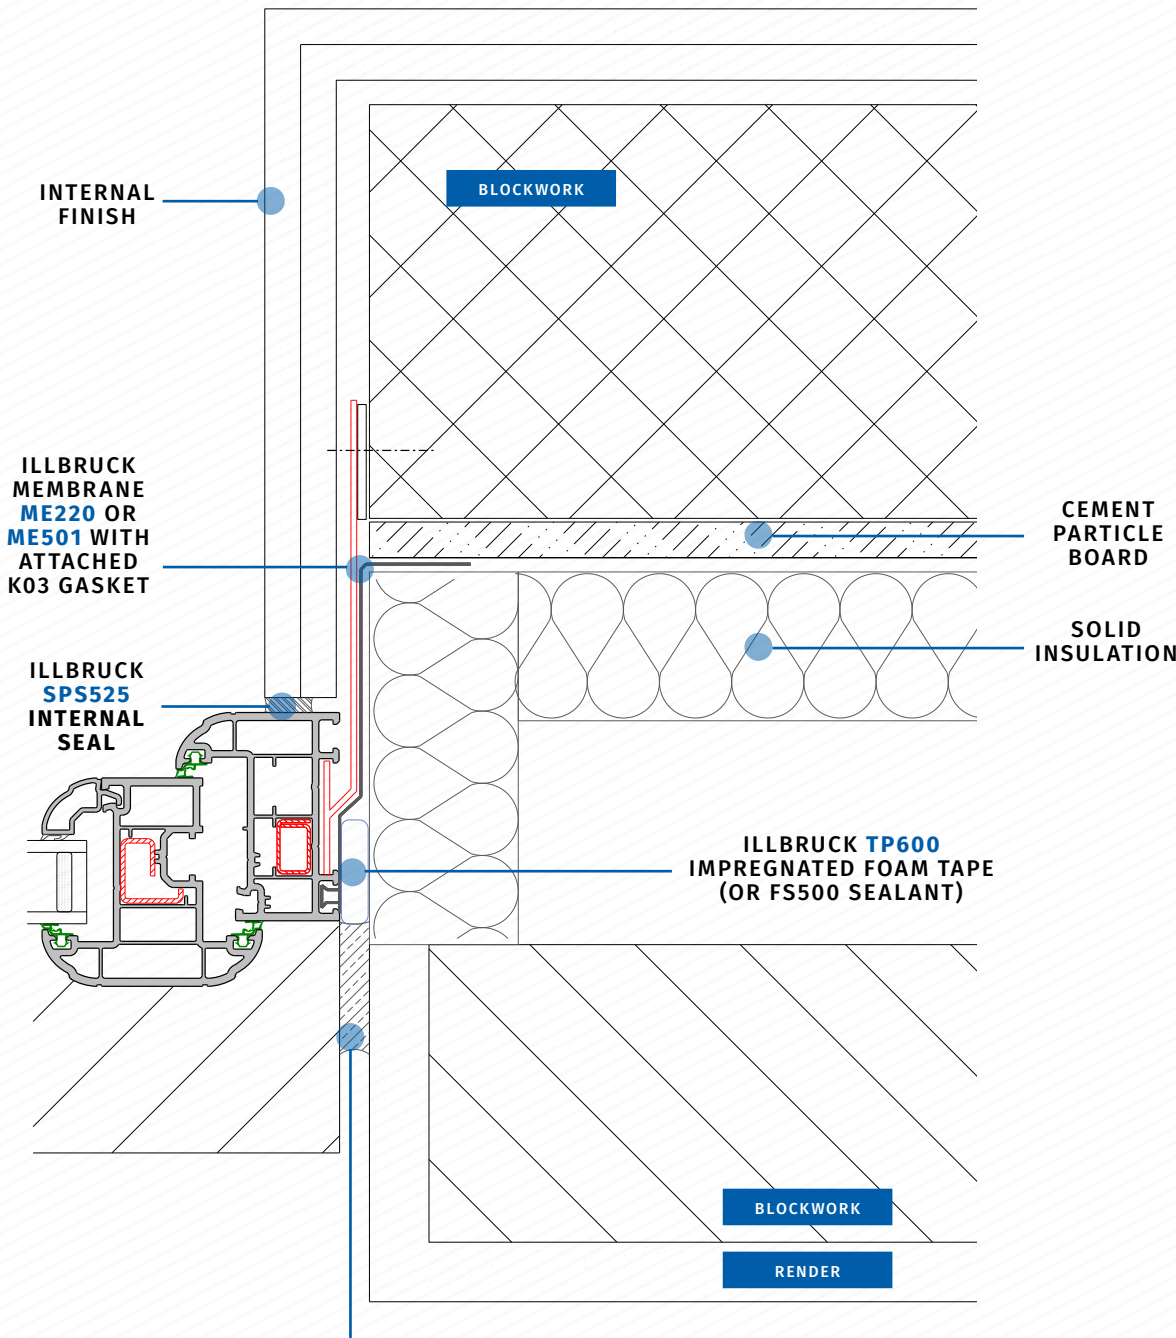 BLOCKWORK
INTERNAL
FINISH
ILLBRUCK
MEMBRANE
ME220 OR
ME501 WITH
ATTACHED
K03 GASKET
CEMENT
PARTICLE
BOARD
SOLID
INSULATION
ILLBRUCK
SPS525
INTERNAL
SEAL
ILLBRUCK TP600
IMPREGNATED FOAM TAPE
(OR FS500 SEALANT)
BLOCKWORK
RENDER